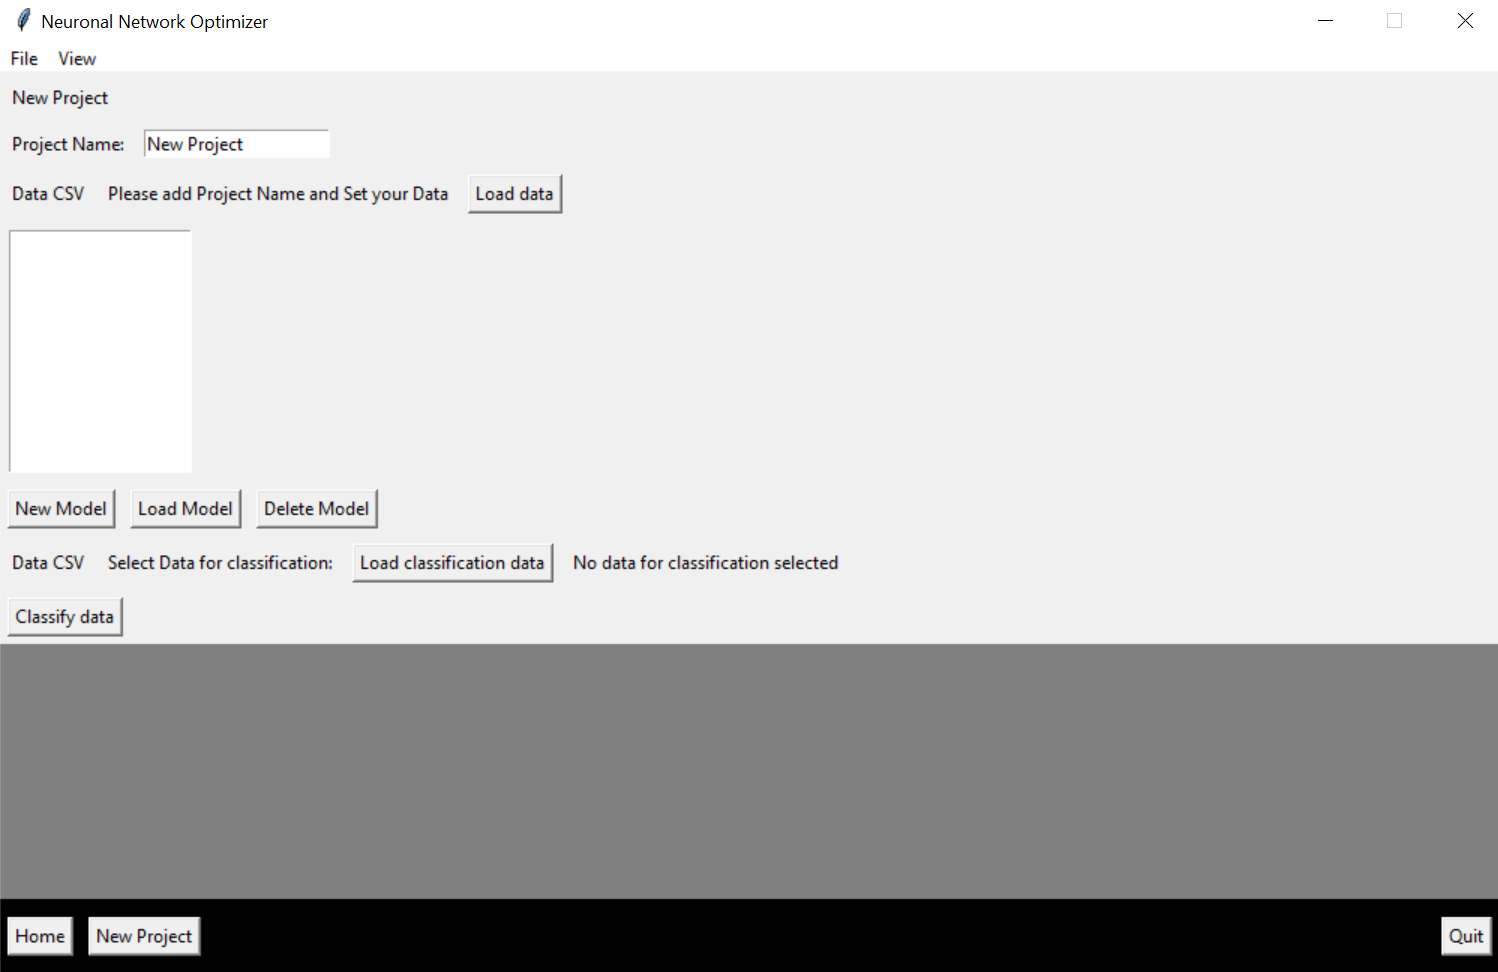 Neuronal Network Optimizer
File View
New Project
Project Name: New Project
Data CSV Please add Project Name and Set your Data Load data
New Model Load Model Delete Model
Data CSV Select Data for classification: Load classification data No data for classification selected
Classify data
Home New Project Quit